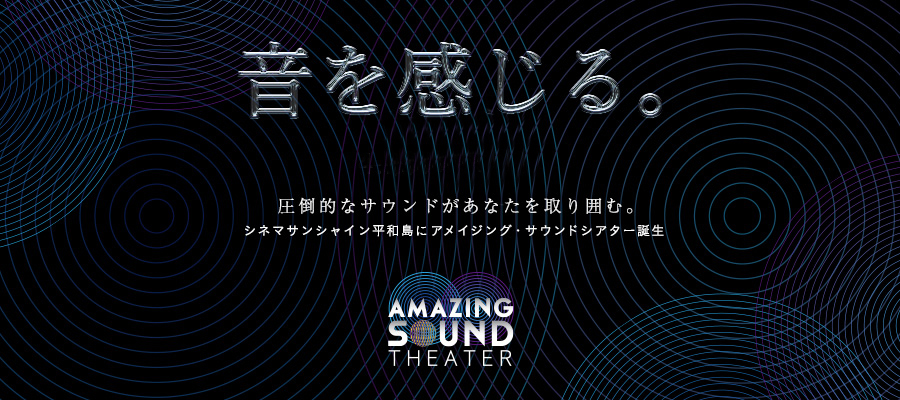 音を感じる。
圧倒的なサウンドがあなたを取り囲む。
シネマサンシャイン平和島にアメイジング・サウンドシアター誕生
AMAZING
SOUND
THEATER